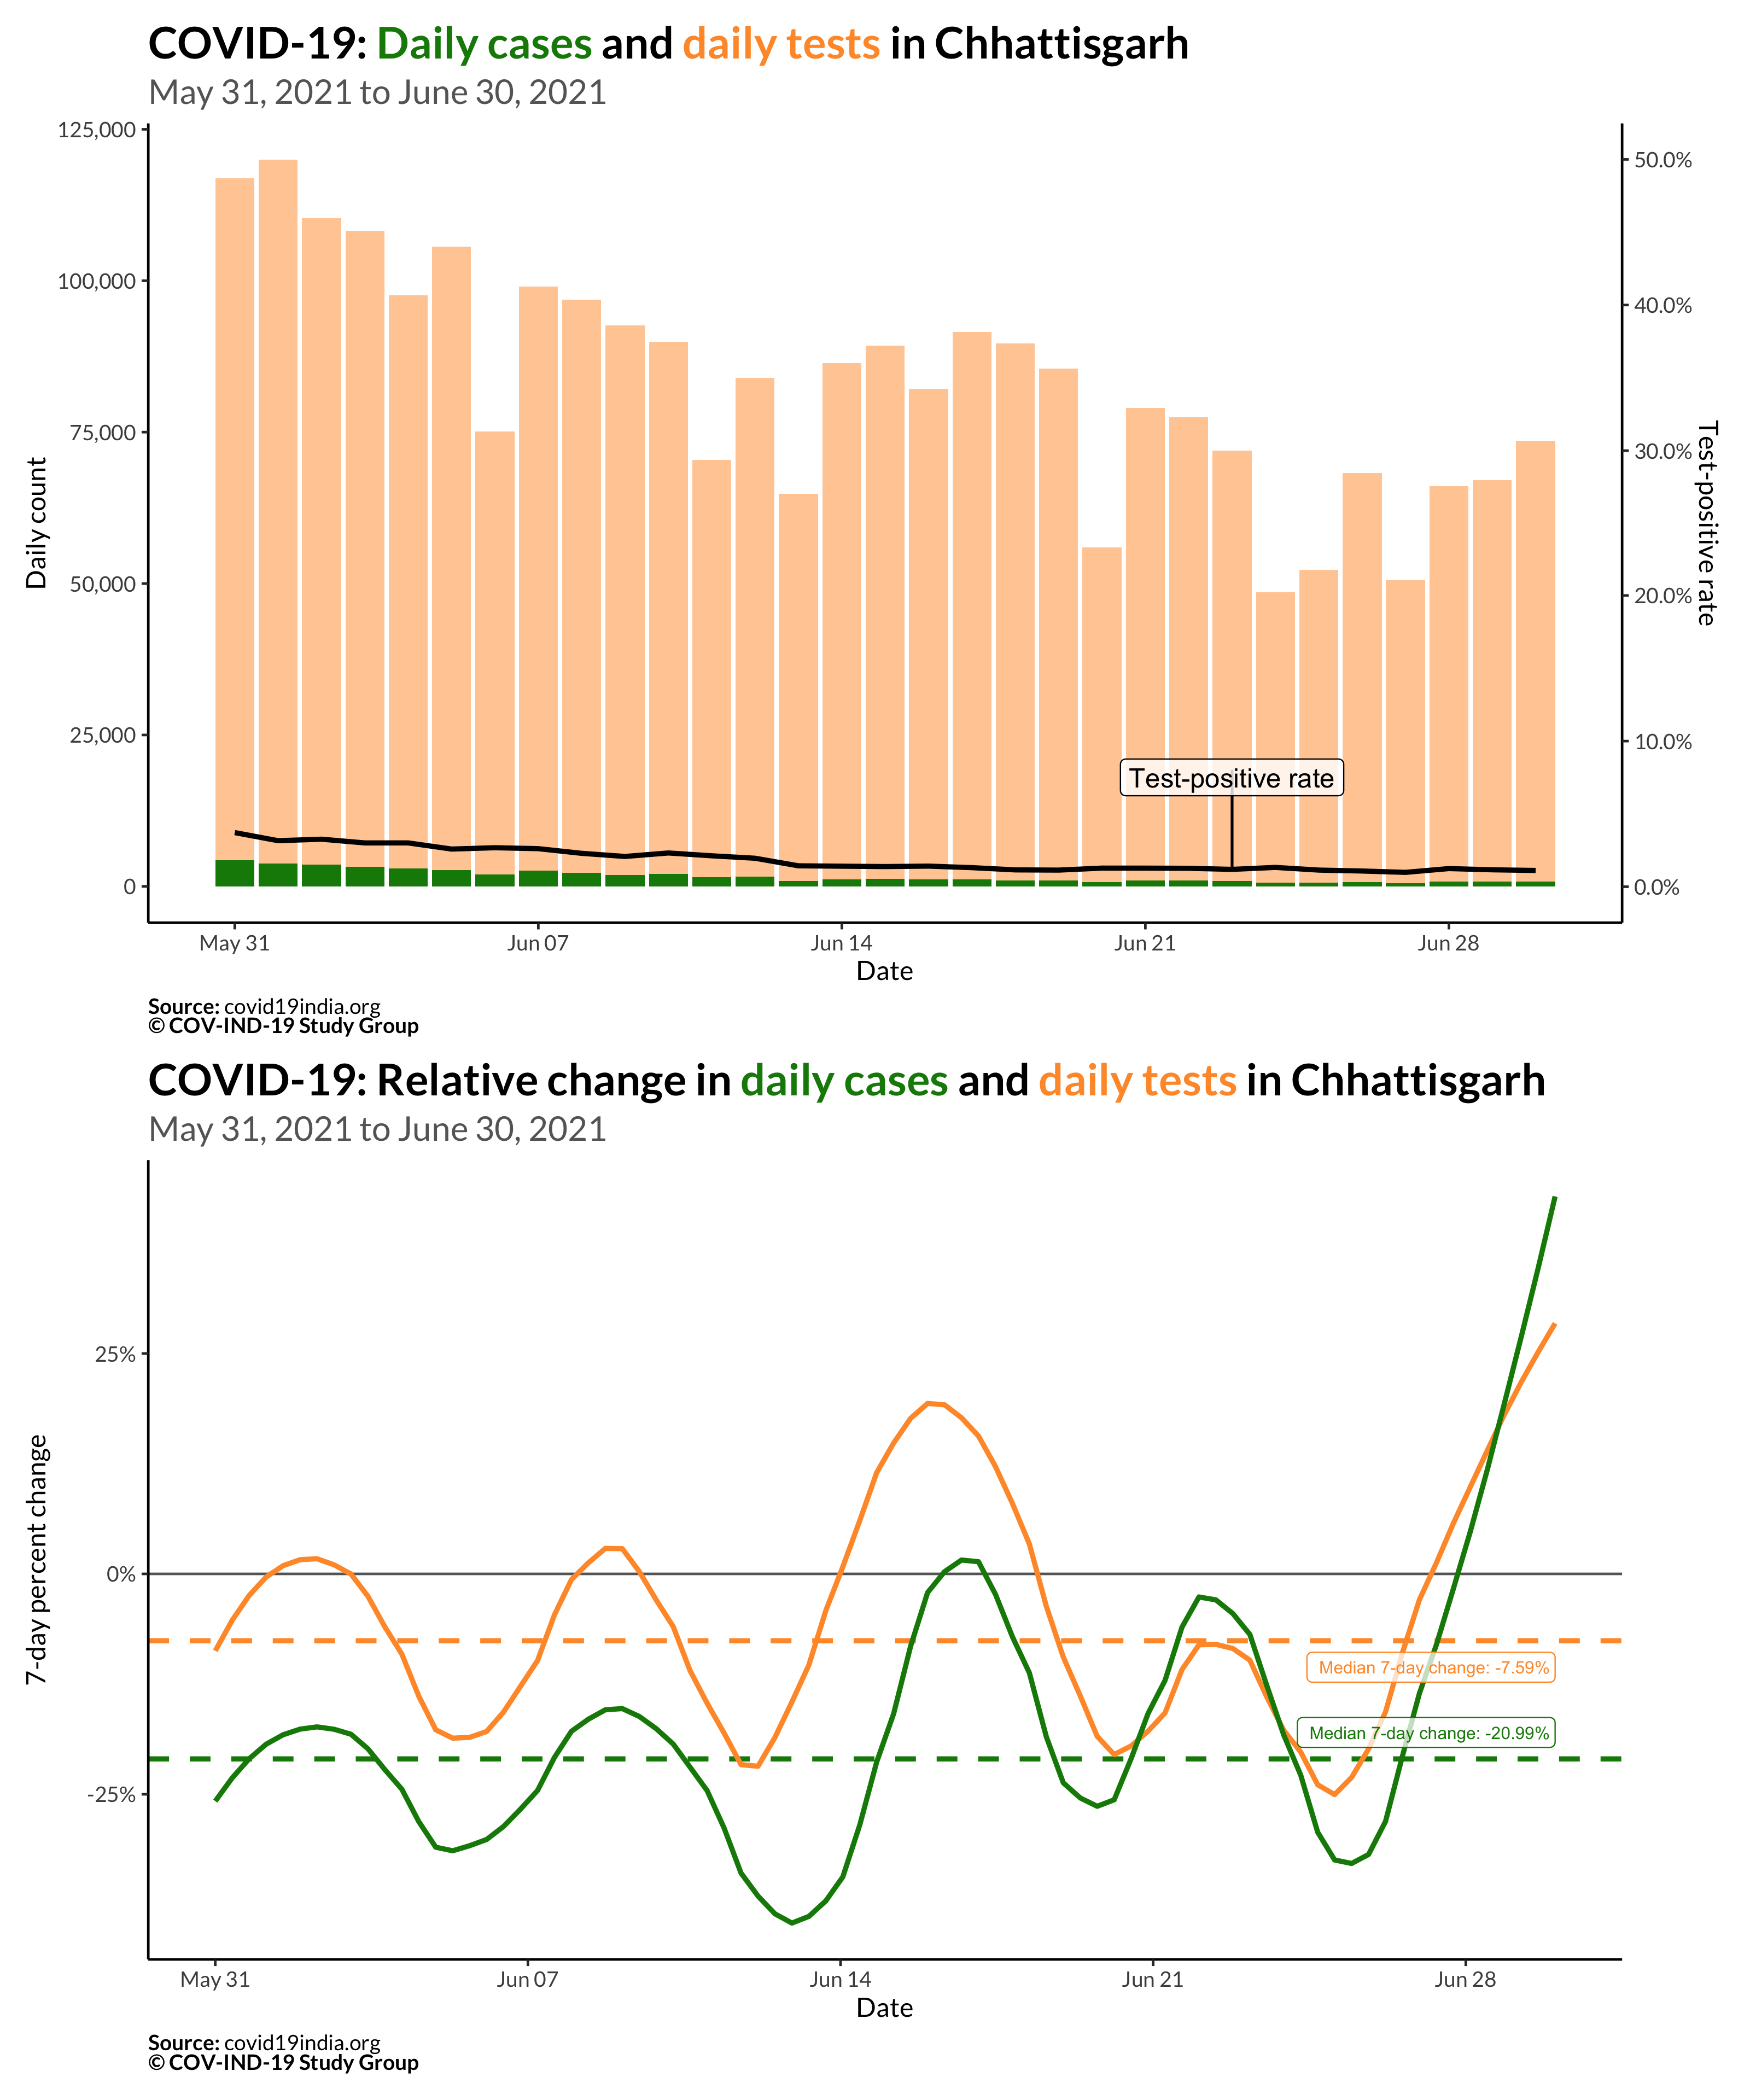 COVID-19: Daily cases and daily tests in Chhattisgarh
May 31, 2021 to June 30, 2021
125,000
100,000
75,000
50,000
25,000
0
Daily count
50.0%
40.0%
30.0%
20.0%
10.0%
0.0%
Test-positive rate
Test-positive rate
May 31
Jun 07
Jun 14
Jun 21
Jun 28
Date
Source: covid19india.org
© COV-IND-19 Study Group
COVID-19: Relative change in daily cases and daily tests in Chhattisgarh
May 31, 2021 to June 30, 2021
25%
0%
-25%
7-day percent change
Median 7-day change: -7.59%
Median 7-day change: -20.99%
May 31
Jun 07
Jun 14
Jun 21
Jun 28
Date
Source: covid19india.org
© COV-IND-19 Study Group